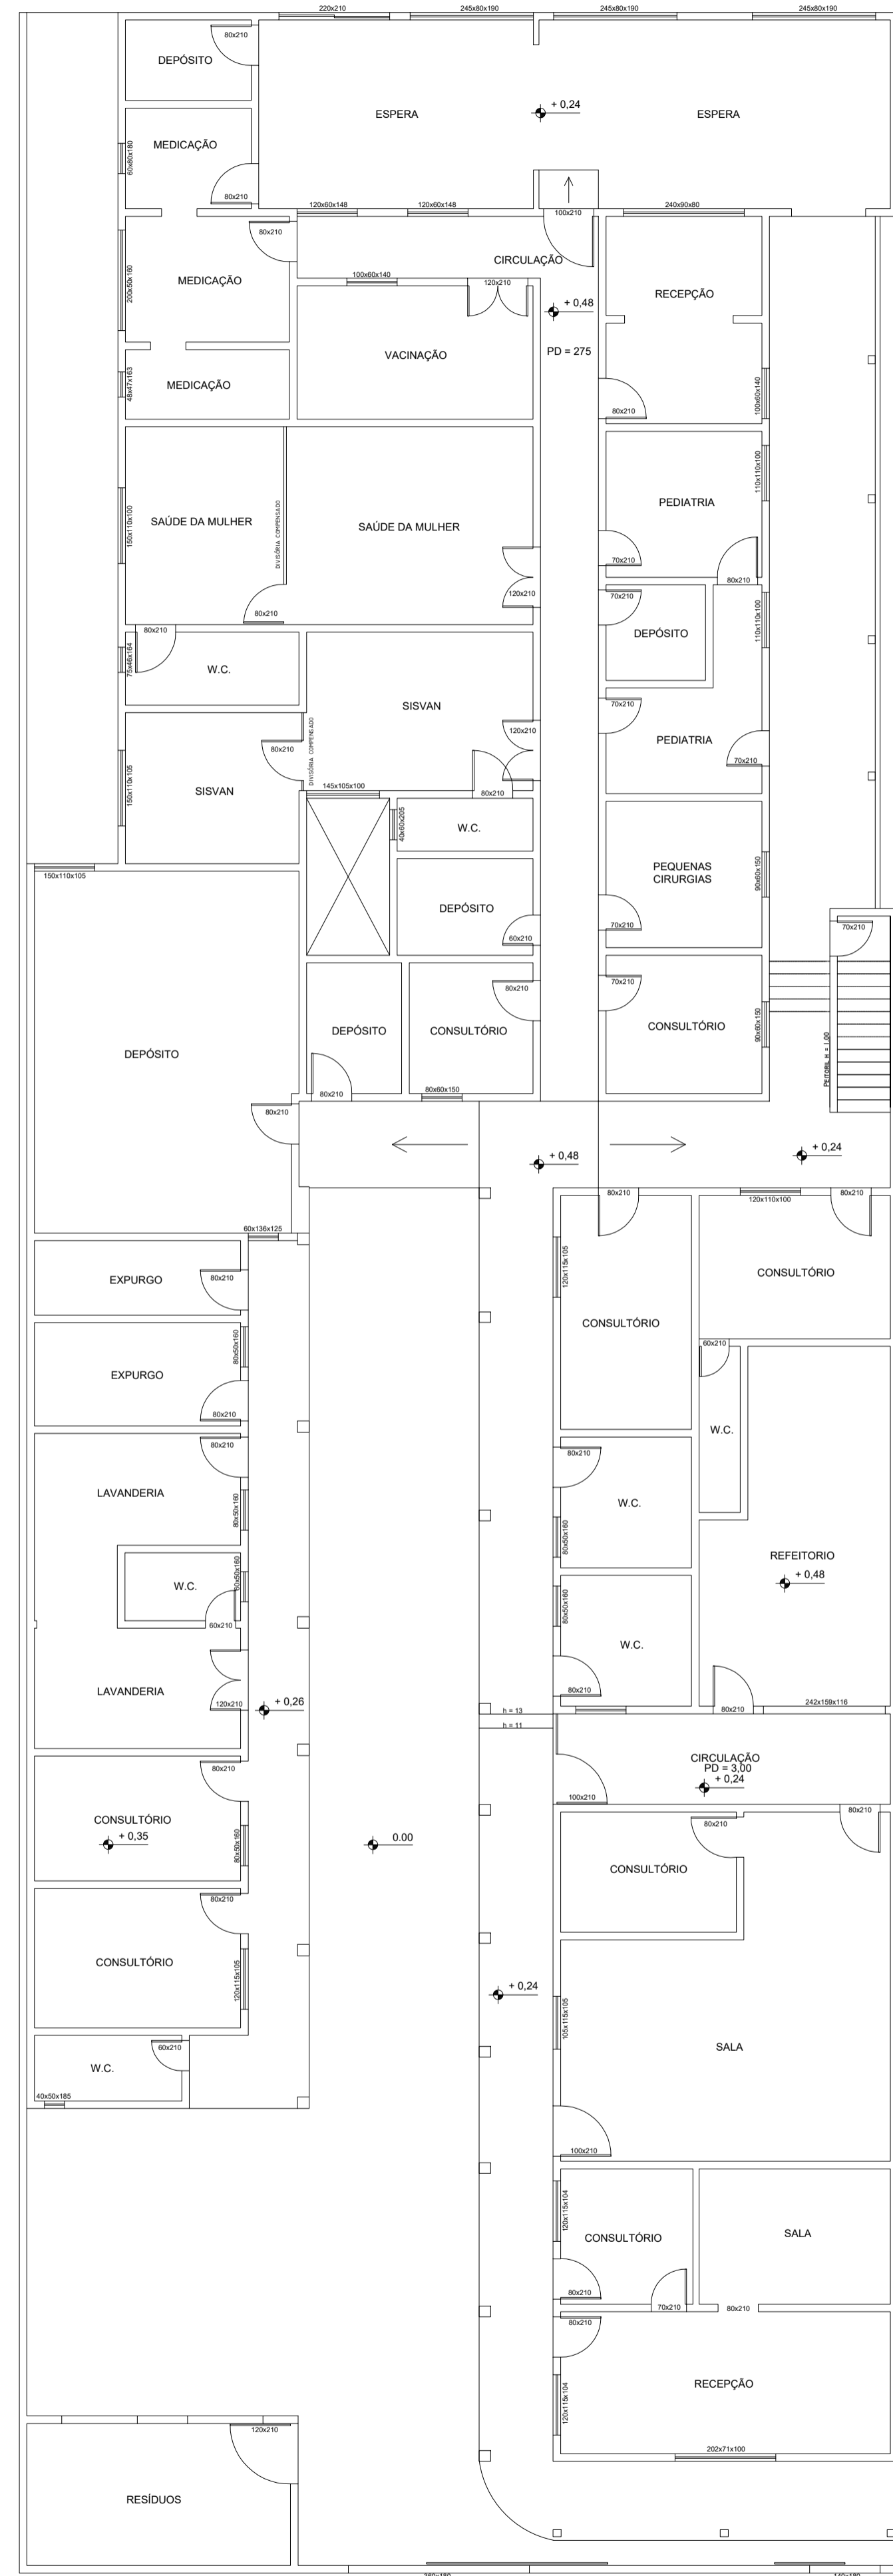 220x210
245x80x190
245x80x190
245x80x190
80x210
DEPÓSITO
ESPERA
+ 0,24
ESPERA
MEDICAÇÃO
60x80x180
80x210
120x60x148
120x60x148
100x210
240x90x80
80x210
CIRCULAÇÃO
MEDICAÇÃO
200x50x160
100x60x140
120x210
RECEPÇÃO
+ 0,48
PD = 275
VACINAÇÃO
MEDICAÇÃO
48x47x163
100x60x140
80x210
110x110x100
PEDIATRIA
SAÚDE DA MULHER
150x110x100
DIVISÓRIA COMPENSADO
SAÚDE DA MULHER
70x210
80x210
120x210
70x210
80x210
80x210
110x110x100
DEPÓSITO
75x46x164
W.C.
SISVAN
70x210
120x210
PEDIATRIA
80x210
DIVISÓRIA COMPENSADO
70x210
SISVAN
150x110x105
145x105x100
80x210
40x60x205
W.C.
PEQUENAS
CIRURGIAS
90x60x150
150x110x105
DEPÓSITO
60x210
70x210
70x210
80x210
70x210
DEPÓSITO
CONSULTÓRIO
CONSULTÓRIO
90x60x150
DEPÓSITO
PEITORIL H = 1,00
80x210
80x60x150
80x210
+ 0,48
+ 0,24
80x210
120x110x100
80x210
60x136x125
120x115x105
EXPURGO
80x210
CONSULTÓRIO
CONSULTÓRIO
80x50x160
60x210
EXPURGO
80x210
W.C.
80x210
80x210
LAVANDERIA
80x50x160
W.C.
80x50x160
REFEITORIO
+ 0,48
W.C.
60x50x160
60x210
80x50x160
W.C.
LAVANDERIA
120x210
+ 0,26
80x210
80x210
242x159x116
h = 13
h = 11
CIRCULAÇÃO
PD = 3,00
+ 0,24
80x210
100x210
80x210
CONSULTÓRIO
+ 0,35
80x50x160
0.00
80x210
CONSULTÓRIO
80x210
CONSULTÓRIO
120x115x105
+ 0,24
105x115x105
SALA
60x210
W.C.
40x50x185
100x210
120x115x104
CONSULTÓRIO
SALA
80x210
70x210
80x210
80x210
RECEPÇÃO
120x115x104
120x210
202x71x100
RESÍDUOS